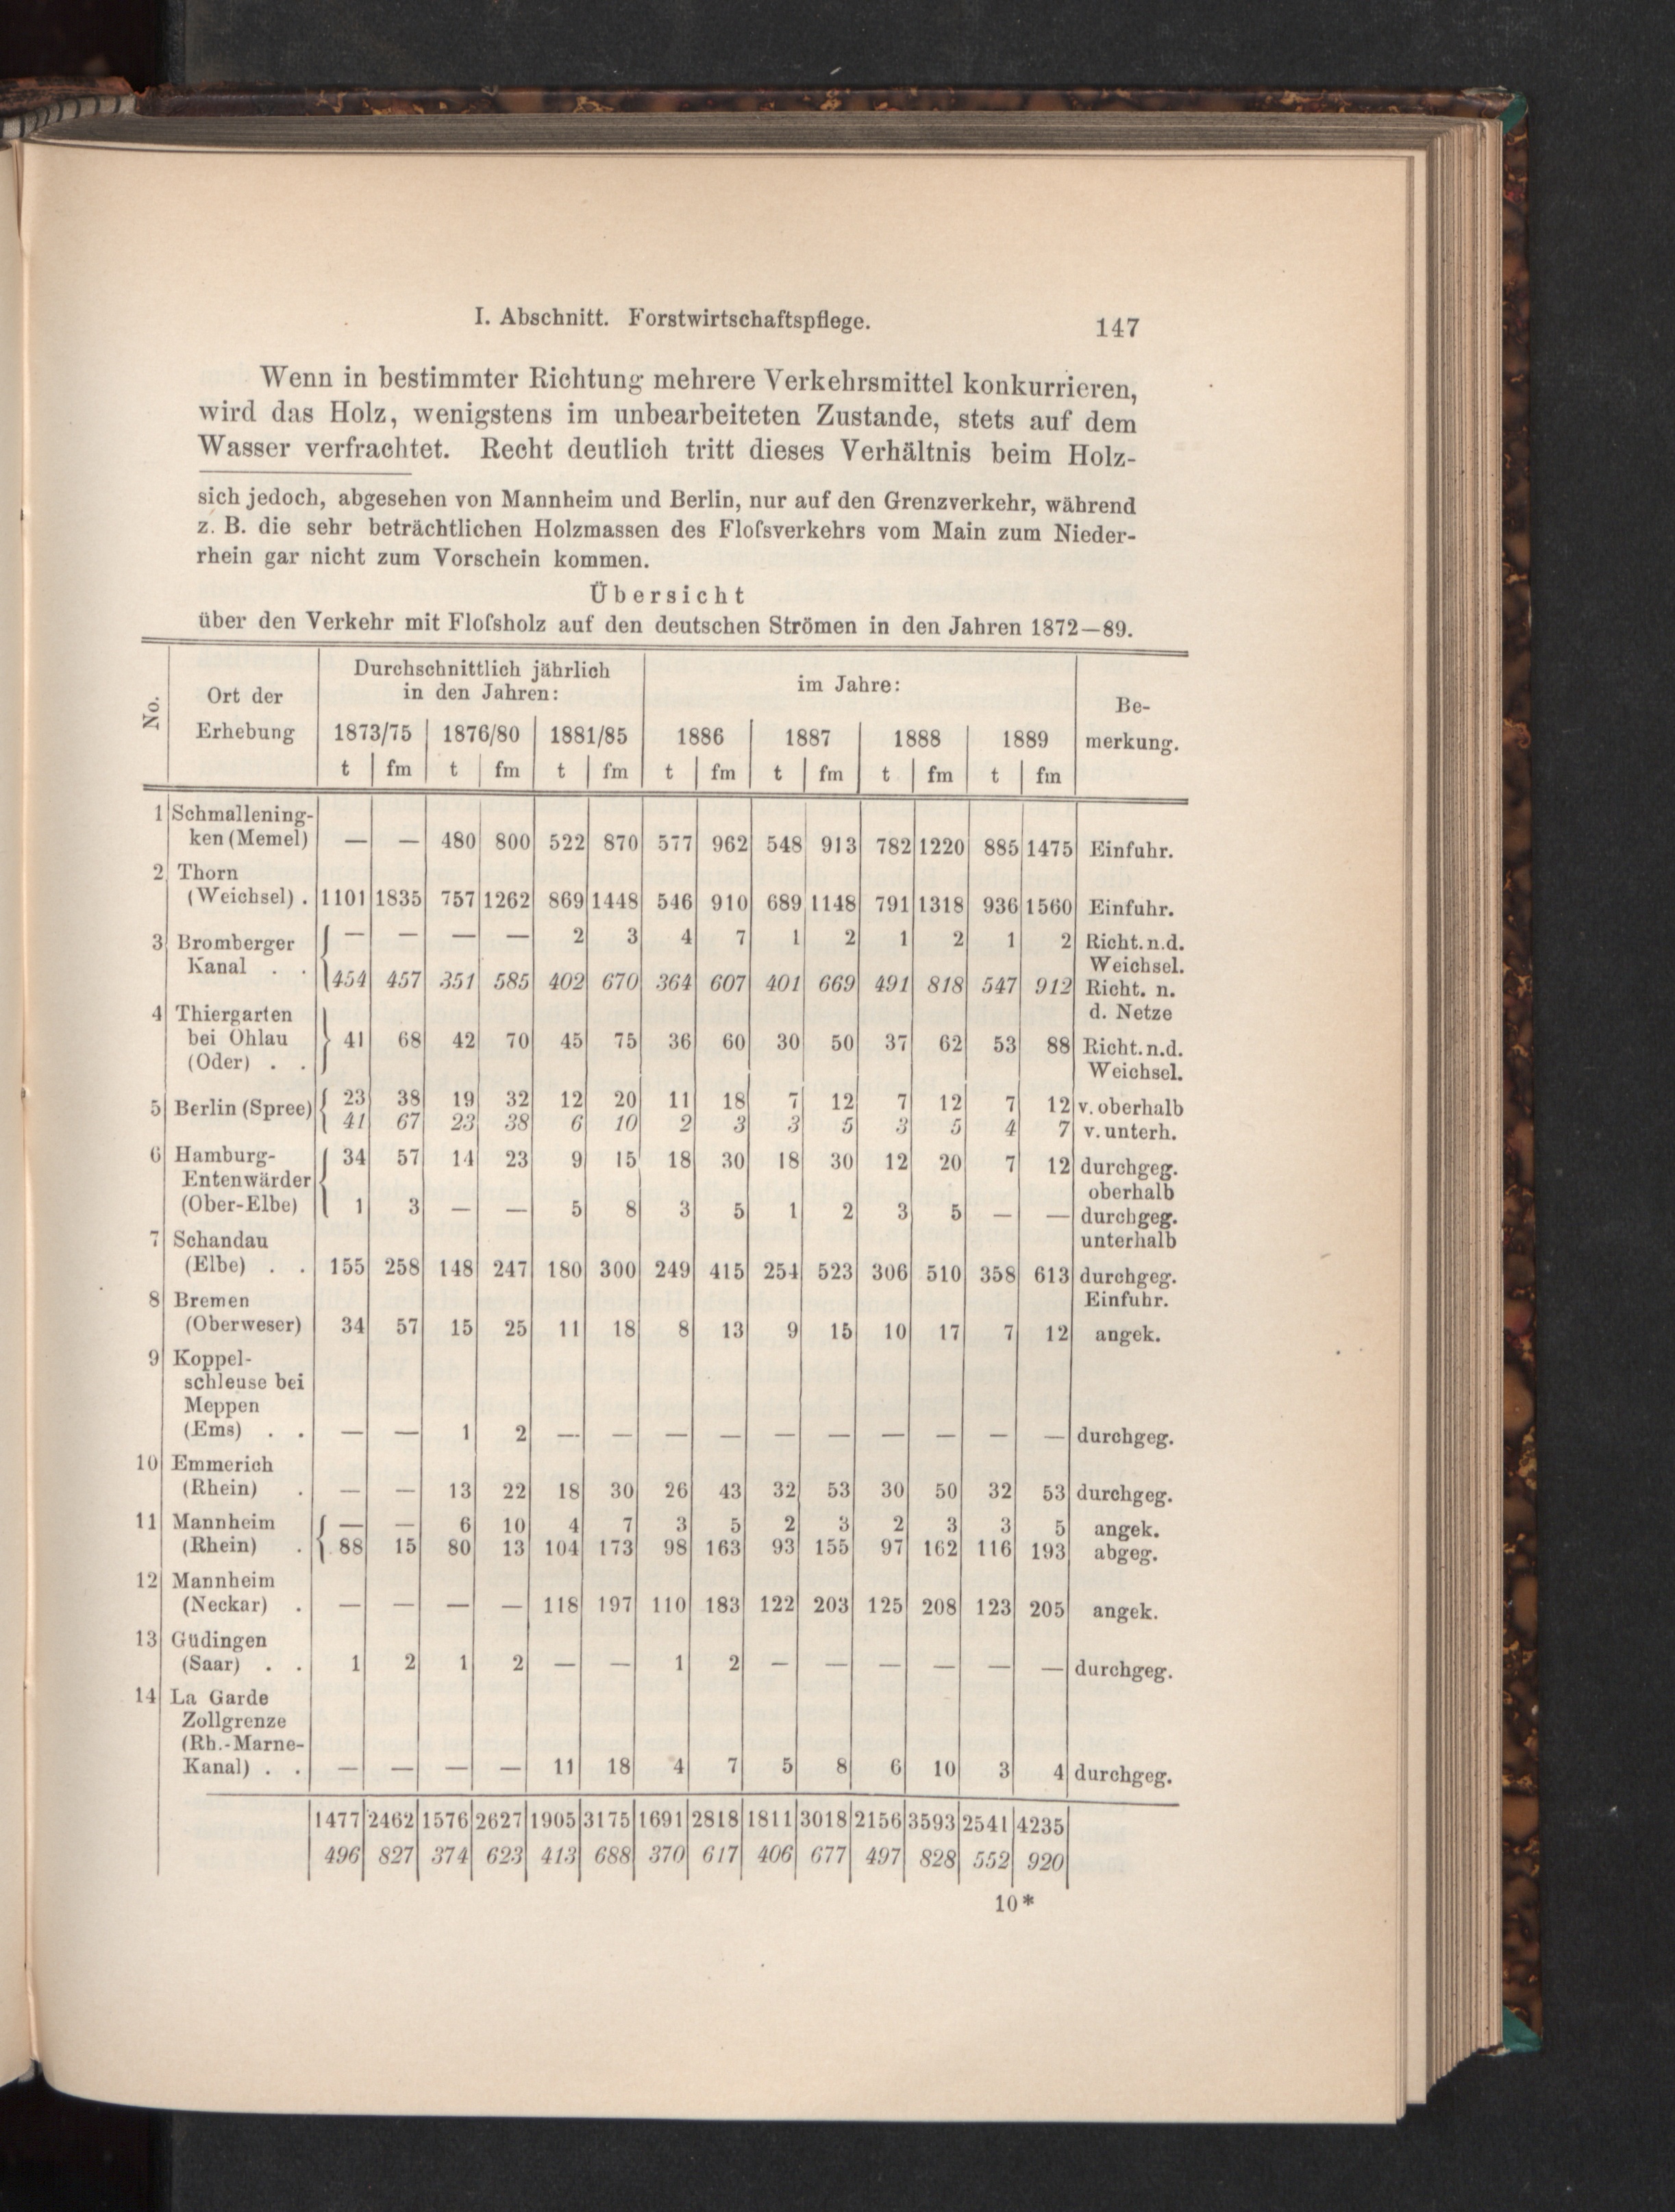 I. Abschnitt. Forstwirtschaftspflege. 147
Wenn in bestimmter Richtung mehrere Verkehrsmittel konkurrieren,
wird das Holz, wenigstens im unbearbeiteten Zustande, stets auf dem
Wasser verfrachtet. Recht deutlich tritt dieses Verhältnis beim Holz-
sich jedoch, abgesehen von Mannheim und Berlin, nur auf den Grenzverkehr, während
z. B. die sehr beträchtlichen Holzmassen des Floſsverkehrs vom Main zum Nieder-
rhein gar nicht zum Vorschein kommen.
Übersicht
über den Verkehr mit Floſsholz auf den deutschen Strömen in den Jahren 1872—89.
No. Ort der Erhebung Durchschnittlich jährlich in den Jahren: im Jahre: Be-merkung.
1873/75 1876/80 1881/85 1886 1887 1888 1889
t fm t fm t fm t fm t fm t fm t fm
1 Schmallening-
ken (Memel) — — 480 800 522 870 577 962 548 913 782 1220 885 1475 Einfuhr.
2 Thorn
(Weichsel) . 1101 1835 757 1262 869 1448 546 910 689 1148 791 1318 936 1560 Einfuhr.
3 Bromberger { — — — — 2 3 4 7 1 2 1 2 1 2 Richt. n. d.
Weichsel.
Kanal . . 454 457 351 585 402 670 364 607 401 669 491 818 547 912 Richt. n.
d. Netze
4 Thiergarten
bei Ohlau } 41 68 42 70 45 75 36 60 30 50 37 62 53 88 Richt. n. d.
(Oder) . . Weichsel.
5 Berlin (Spree) { 23 38 19 32 12 20 11 18 7 12 7 12 7 12 v. oberhalb
41 67 23 38 6 10 2 3 3 5 3 5 4 7 v. unterh.
6 Hamburg- { 34 57 14 23 9 15 18 30 18 30 12 20 7 12 durchgeg.
Entenwärder oberhalb
(Ober-Elbe) 1 3 — — 5 8 3 5 1 2 3 5 — — durchgeg.
unterhalb
7 Schandau
(Elbe) . . 155 258 148 247 180 300 249 415 254 523 306 510 358 613 durchgeg.
Einfuhr.
8 Bremen
(Oberweser) 34 57 15 25 11 18 8 13 9 15 10 17 7 12 angek.
9 Koppel-
schleuse bei
Meppen
(Ems) . . — — 1 2 — — — — — — — — — — durchgeg.
10 Emmerich
(Rhein) . — — 13 22 18 30 26 43 32 53 30 50 32 53 durchgeg.
11 Mannheim { — — 6 10 4 7 3 5 2 3 2 3 3 5 angek.
(Rhein) . 88 15 80 13 104 173 98 163 93 155 97 162 116 193 abgeg.
12 Mannheim
(Neckar) . — — — — 118 197 110 183 122 203 125 208 123 205 angek.
13 Güdingen
(Saar) . . 1 2 1 2 — — 1 2 — — — — — — durchgeg.
14 La Garde
Zollgrenze
(Rh.-Marne-
Kanal) . . — — — — 11 18 4 7 5 8 6 10 3 4 durchgeg.
1477 2462 1576 2627 1905 3175 1691 2818 1811 3018 2156 3593 2541 4235
496 827 374 623 413 688 370 617 406 677 497 828 552 920
10*